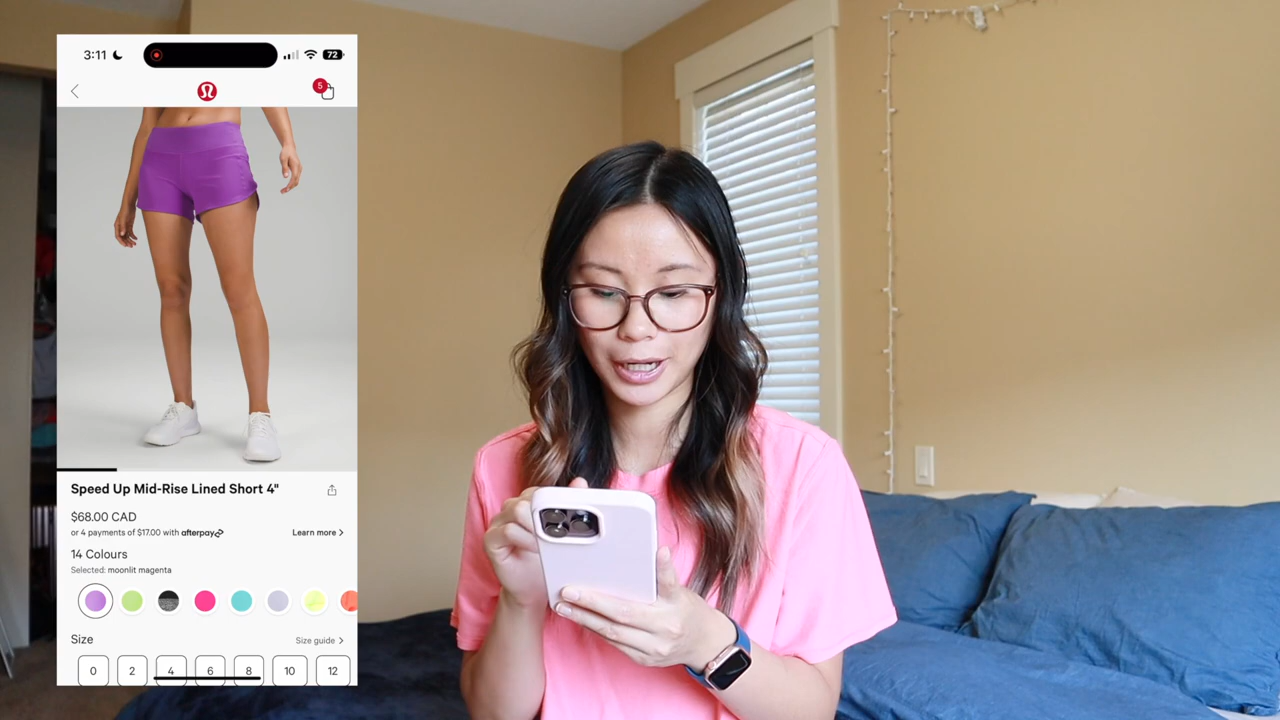 3:11
72
5
Speed Up Mid-Rise Lined Short 4"
$68.00 CAD
or 4 payments of $17.00 with afterpay
Learn more
14 Colours
Selected: moonlit magenta
Size
Size guide
0 2 4 6 8 10 12